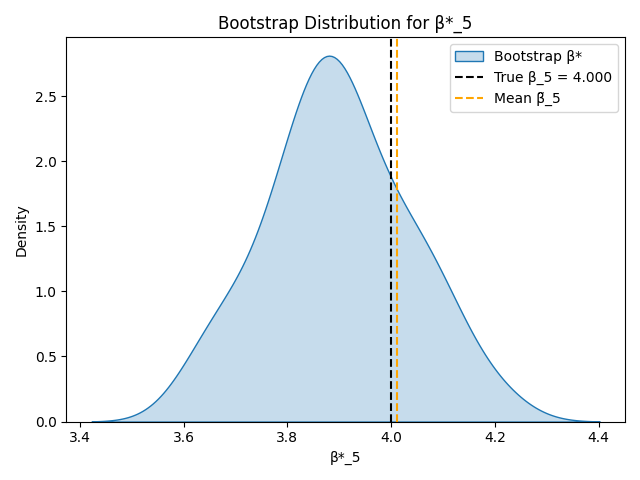 Bootstrap Distribution for β*_5
Bootstrap β*
True β_5 = 4.000
Mean β̂_5
Density
2.5
2.0
1.5
1.0
0.5
0.0
3.4 3.6 3.8 4.0 4.2 4.4
β*_5